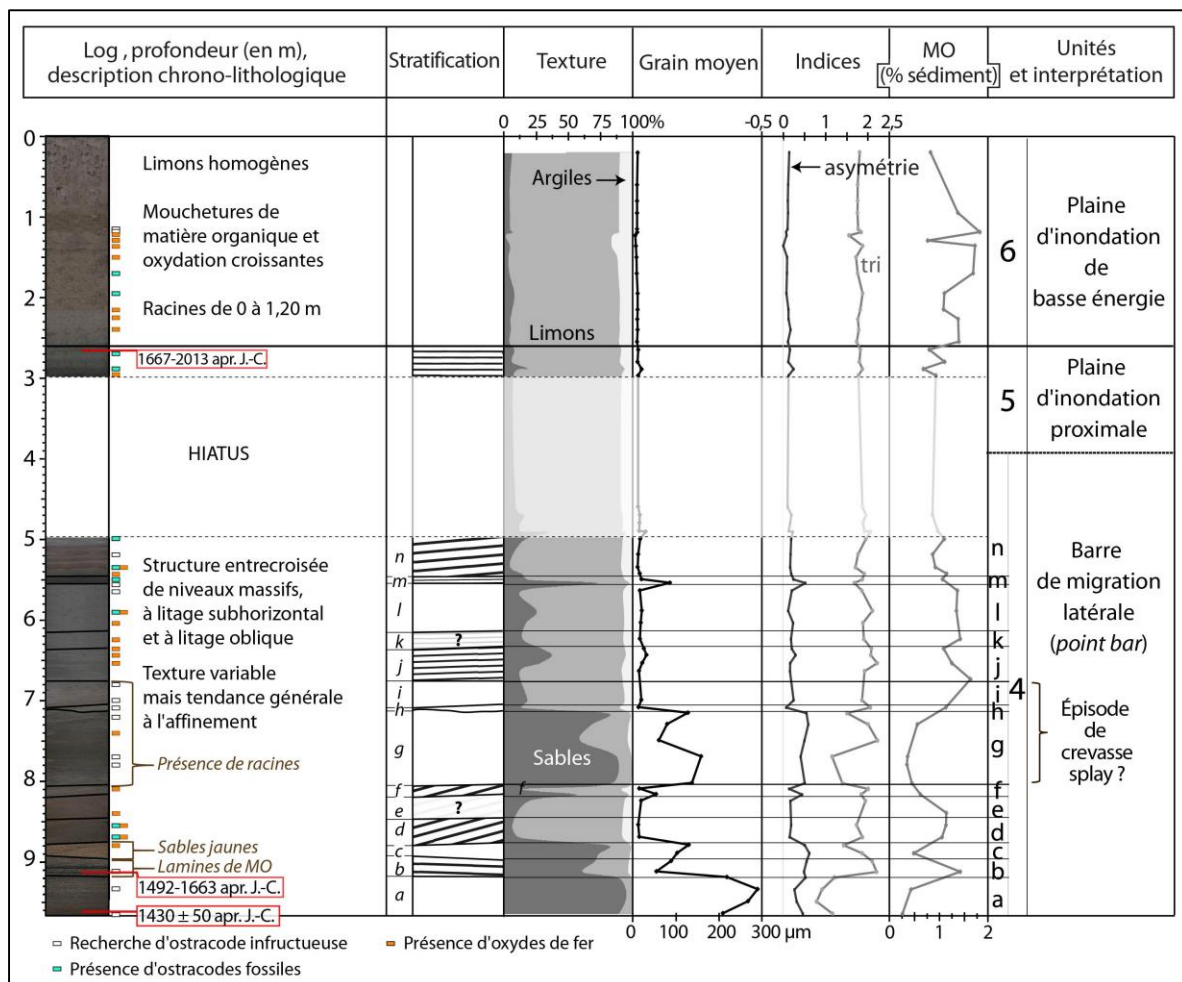 Log , profondeur (en m),
description chrono-lithologique
Stratification
Texture
Grain moyen
Indices
MO
(% sédiment)
Unités
et interprétation
0 25 75 100%
-0,5 0 1 2 2,5
0
1
2
3
4
5
6
7
8
9
Limons homogènes
Mouchetures de
matière organique et
oxydation croissantes
Racines de 0 à 1,20 m
1667-2013 apr. J.-C.
HIATUS
Structure entrecroisée
de niveaux massifs,
à litage subhorizontal
et à litage oblique
Texture variable
mais tendance générale
à l'affinement
Présence de racines
Sables jaunes
Lamines de MO
1492-1663 apr. J.-C.
1430 ± 50 apr. J.-C.
n
m
l
k
j
i
h
g
f
e
d
c
b
a
?
?
Argiles
Limons
Sables
f
asymétrie
tri
6
5
4
n
m
l
k
j
i
h
g
f
e
d
c
b
a
Plaine
d'inondation
de
basse énergie
Plaine
d'inondation
proximale
Barre
de migration
latérale
(point bar)
Épisode
de
crevasse
splay ?
0 100 200 300 µm
0 1 2
Recherche d'ostracode infructueuse
Présence d'oxydes de fer
Présence d'ostracodes fossiles